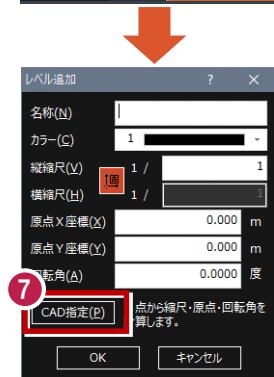 レベル追加 ? ×
名称(N)
カラー(C) 1
縦縮尺(V) 1 / 1
横縮尺(H) 1 / 1
原点X座標(X) 0.000 m
原点Y座標(Y) 0.000 m
転角(A) 0.0000 度
7
CAD指定(P) 点から縮尺・原点・回転角を
算します。
OK キャンセル